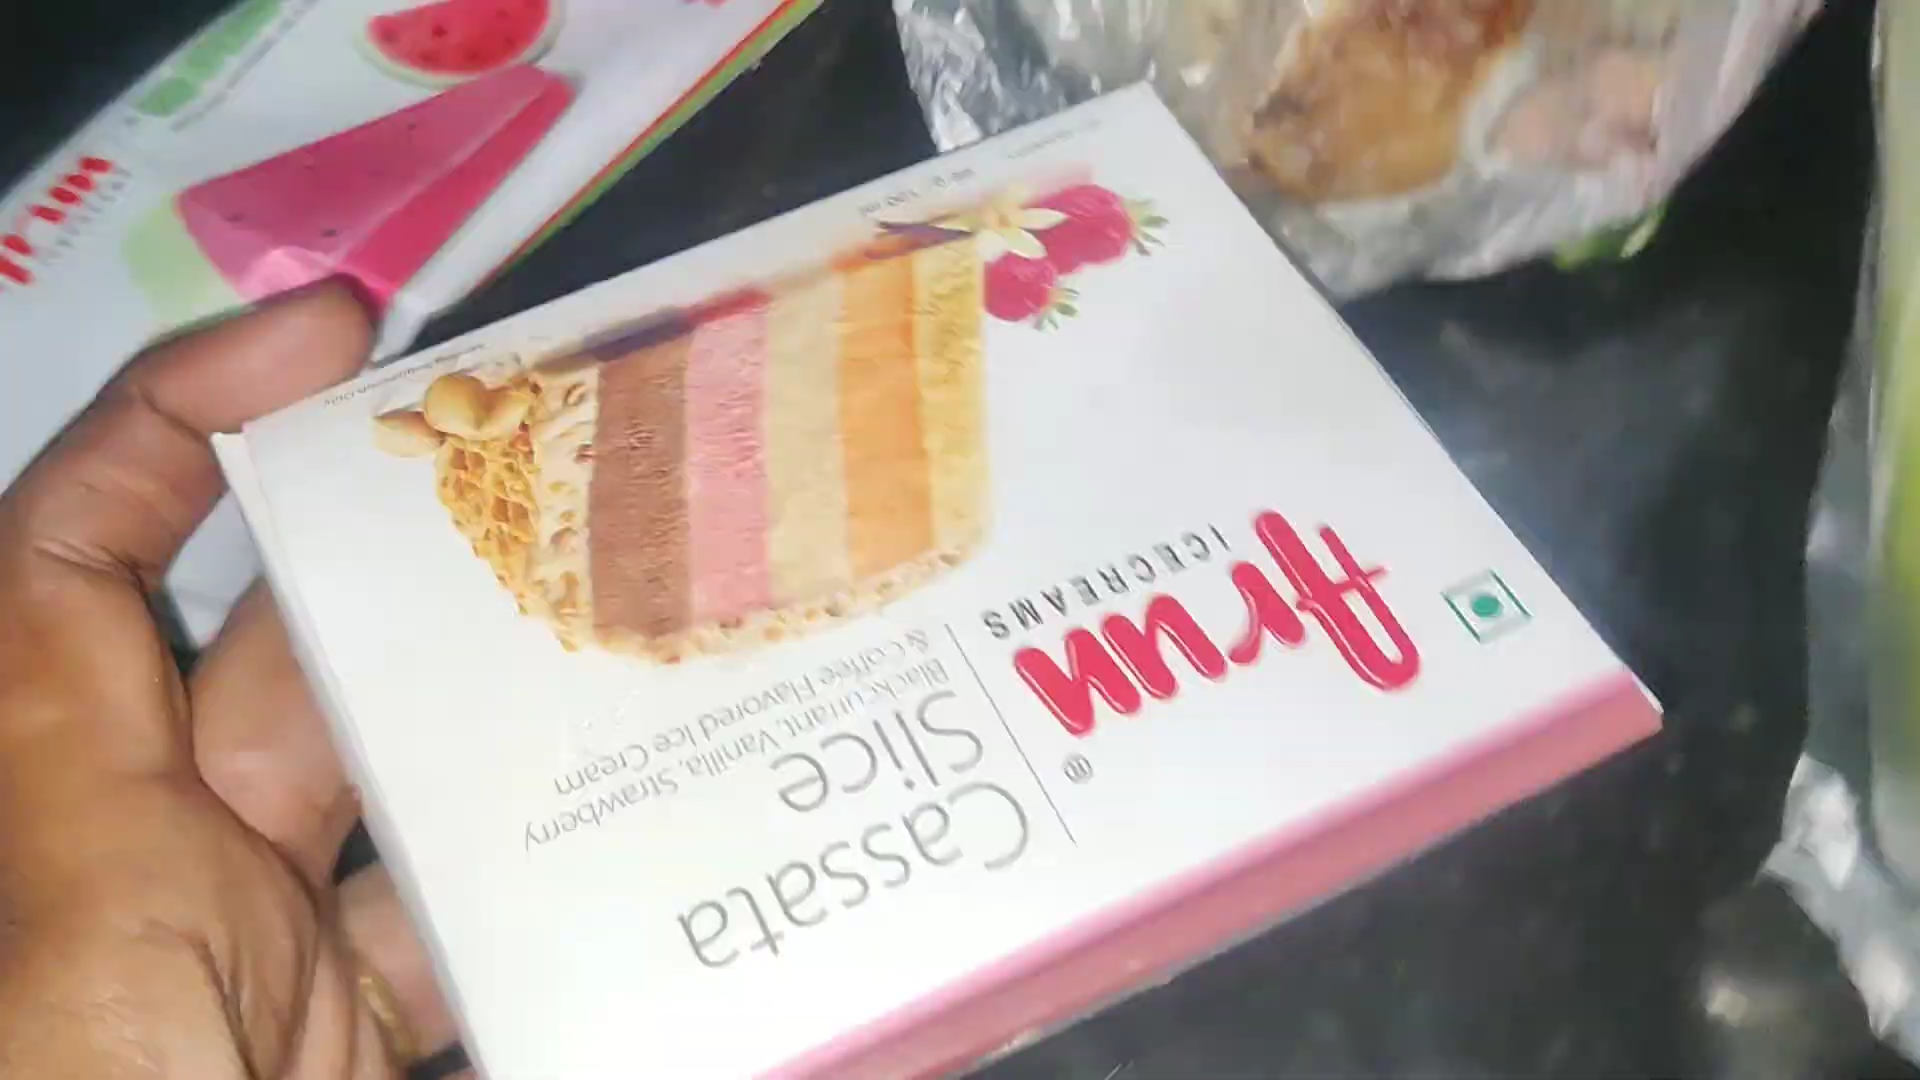 Arun®
ICECREAMS
Cassata
Slice
Blackcurrant, Vanilla, Strawberry
& Coffee Flavored Ice Cream